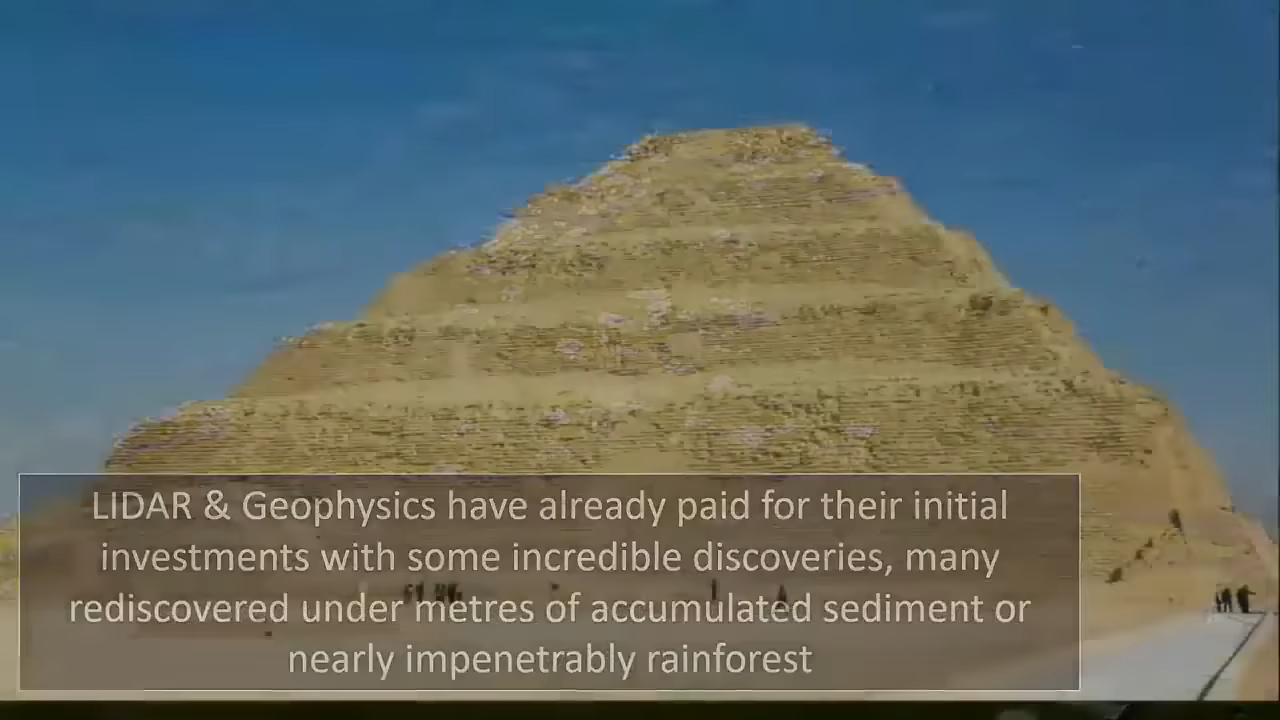 LIDAR & Geophysics have already paid for their initial
investments with some incredible discoveries, many
rediscovered under metres of accumulated sediment or
nearly impenetrably rainforest